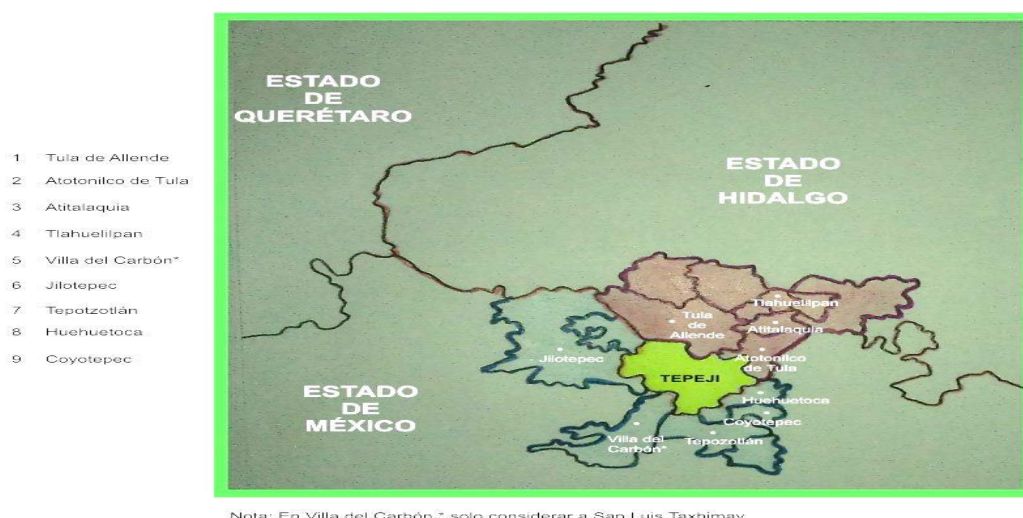 1 Tula de Allende
2 Atotonilco de Tula
3 Atitalaquia
4 Tlahuelilpan
5 Villa del Carbón*
6 Jilotepec
7 Tepotzotlán
8 Huehuetoca
9 Coyotepec
ESTADO
DE
QUERÉTARO
ESTADO
DE
HIDALGO
ESTADO
DE
MÉXICO
Tlahuelilpan
Tula
de
Allende
Atitalaquia
Jilotepec
Atotonilco
de Tula
TEPEJI
Huehuetoca
Coyotepec
Villa del
Carbón*
Tepozotlán
Nota: En Villa del Carbón * solo considerar a San Luis Taxhimay